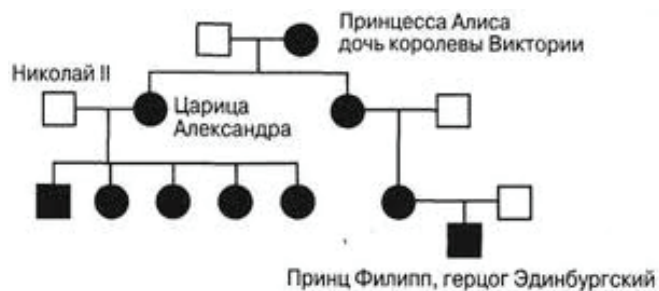 Принцесса Алиса
дочь королевы Виктории
Николай II
Царица
Александра
Принц Филипп, герцог Эдинбургский